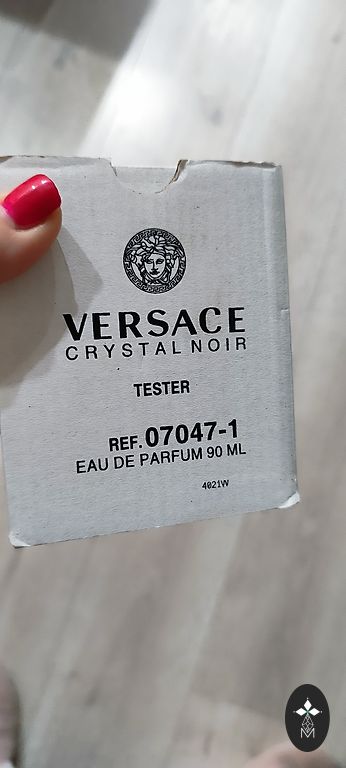 VERSACE
CRYSTAL NOIR
TESTER
REF. 07047-1
EAU DE PARFUM 90 ML
4021W
M